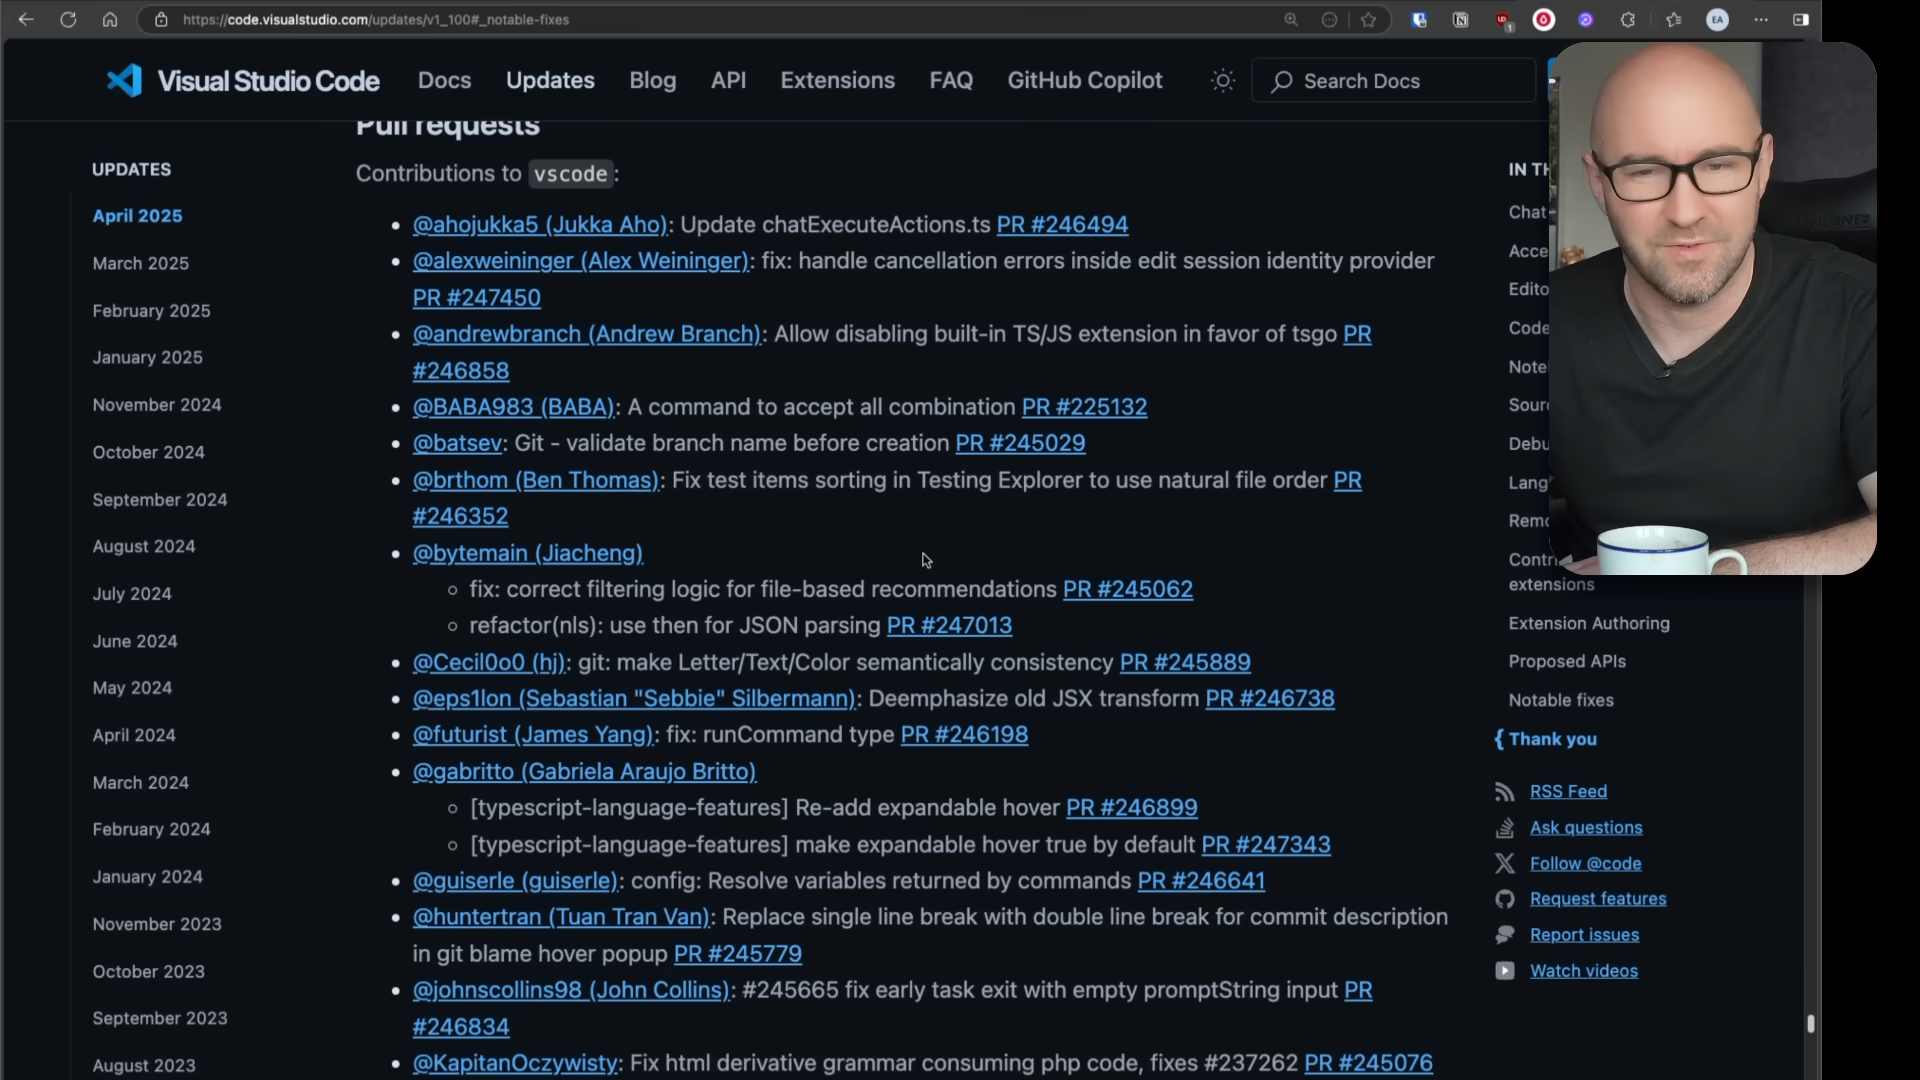 https://code.visualstudio.com/updates/v1_100#_notable-fixes
EA
Visual Studio Code
Docs
Updates
Blog
API
Extensions
FAQ
GitHub Copilot
Search Docs
UPDATES
April 2025
March 2025
February 2025
January 2025
November 2024
October 2024
September 2024
August 2024
July 2024
June 2024
May 2024
April 2024
March 2024
February 2024
January 2024
November 2023
October 2023
September 2023
August 2023
Pull requests
Contributions to vscode:
@ahojukka5 (Jukka Aho): Update chatExecuteActions.ts PR #246494
@alexweininger (Alex Weininger): fix: handle cancellation errors inside edit session identity provider
PR #247450
@andrewbranch (Andrew Branch): Allow disabling built-in TS/JS extension in favor of tsgo PR
#246858
@BABA983 (BABA): A command to accept all combination PR #225132
@batsev: Git - validate branch name before creation PR #245029
@brthom (Ben Thomas): Fix test items sorting in Testing Explorer to use natural file order PR
#246352
@bytemain (Jiacheng)
fix: correct filtering logic for file-based recommendations PR #245062
refactor(nls): use then for JSON parsing PR #247013
@Cecil0o0 (hj): git: make Letter/Text/Color semantically consistency PR #245889
@eps1lon (Sebastian "Sebbie" Silbermann): Deemphasize old JSX transform PR #246738
@futurist (James Yang): fix: runCommand type PR #246198
@gabritto (Gabriela Araujo Britto)
[typescript-language-features] Re-add expandable hover PR #246899
[typescript-language-features] make expandable hover true by default PR #247343
@guiserle (guiserle): config: Resolve variables returned by commands PR #246641
@huntertran (Tuan Tran Van): Replace single line break with double line break for commit description
in git blame hover popup PR #245779
@johnscollins98 (John Collins): #245665 fix early task exit with empty promptString input PR
#246834
@KapitanOczywisty: Fix html derivative grammar consuming php code, fixes #237262 PR #245076
IN TH
Chat
Acce
Edito
Code
Note
Sour
Debu
Lang
Remo
Contr
extensions
Extension Authoring
Proposed APIs
Notable fixes
Thank you
RSS Feed
Ask questions
Follow @code
Request features
Report issues
Watch videos